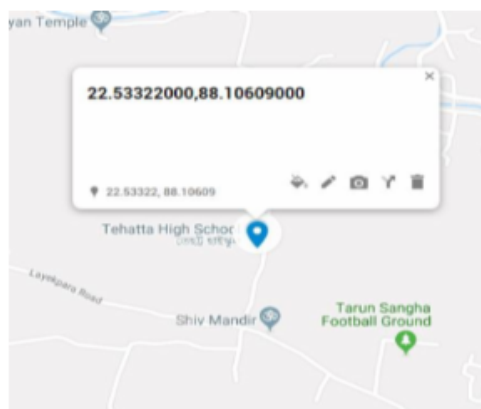 yan Temple
22.53322000,88.10609000
22.53322, 88.10609
Tehatta High Schoo
Layekpara Road
Shiv Mandir
Tarun Sangha
Football Ground